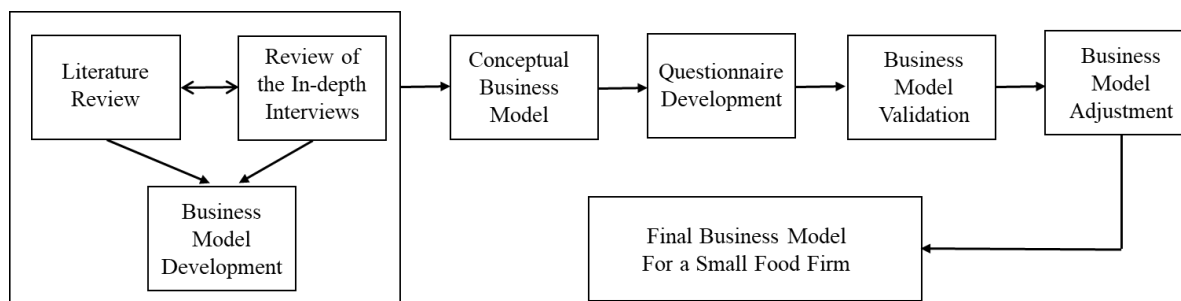 Literature
Review
Review of
the In-depth
Interviews
Business
Model
Development
Conceptual
Business
Model
Questionnaire
Development
Business
Model
Validation
Business
Model
Adjustment
Final Business Model
For a Small Food Firm